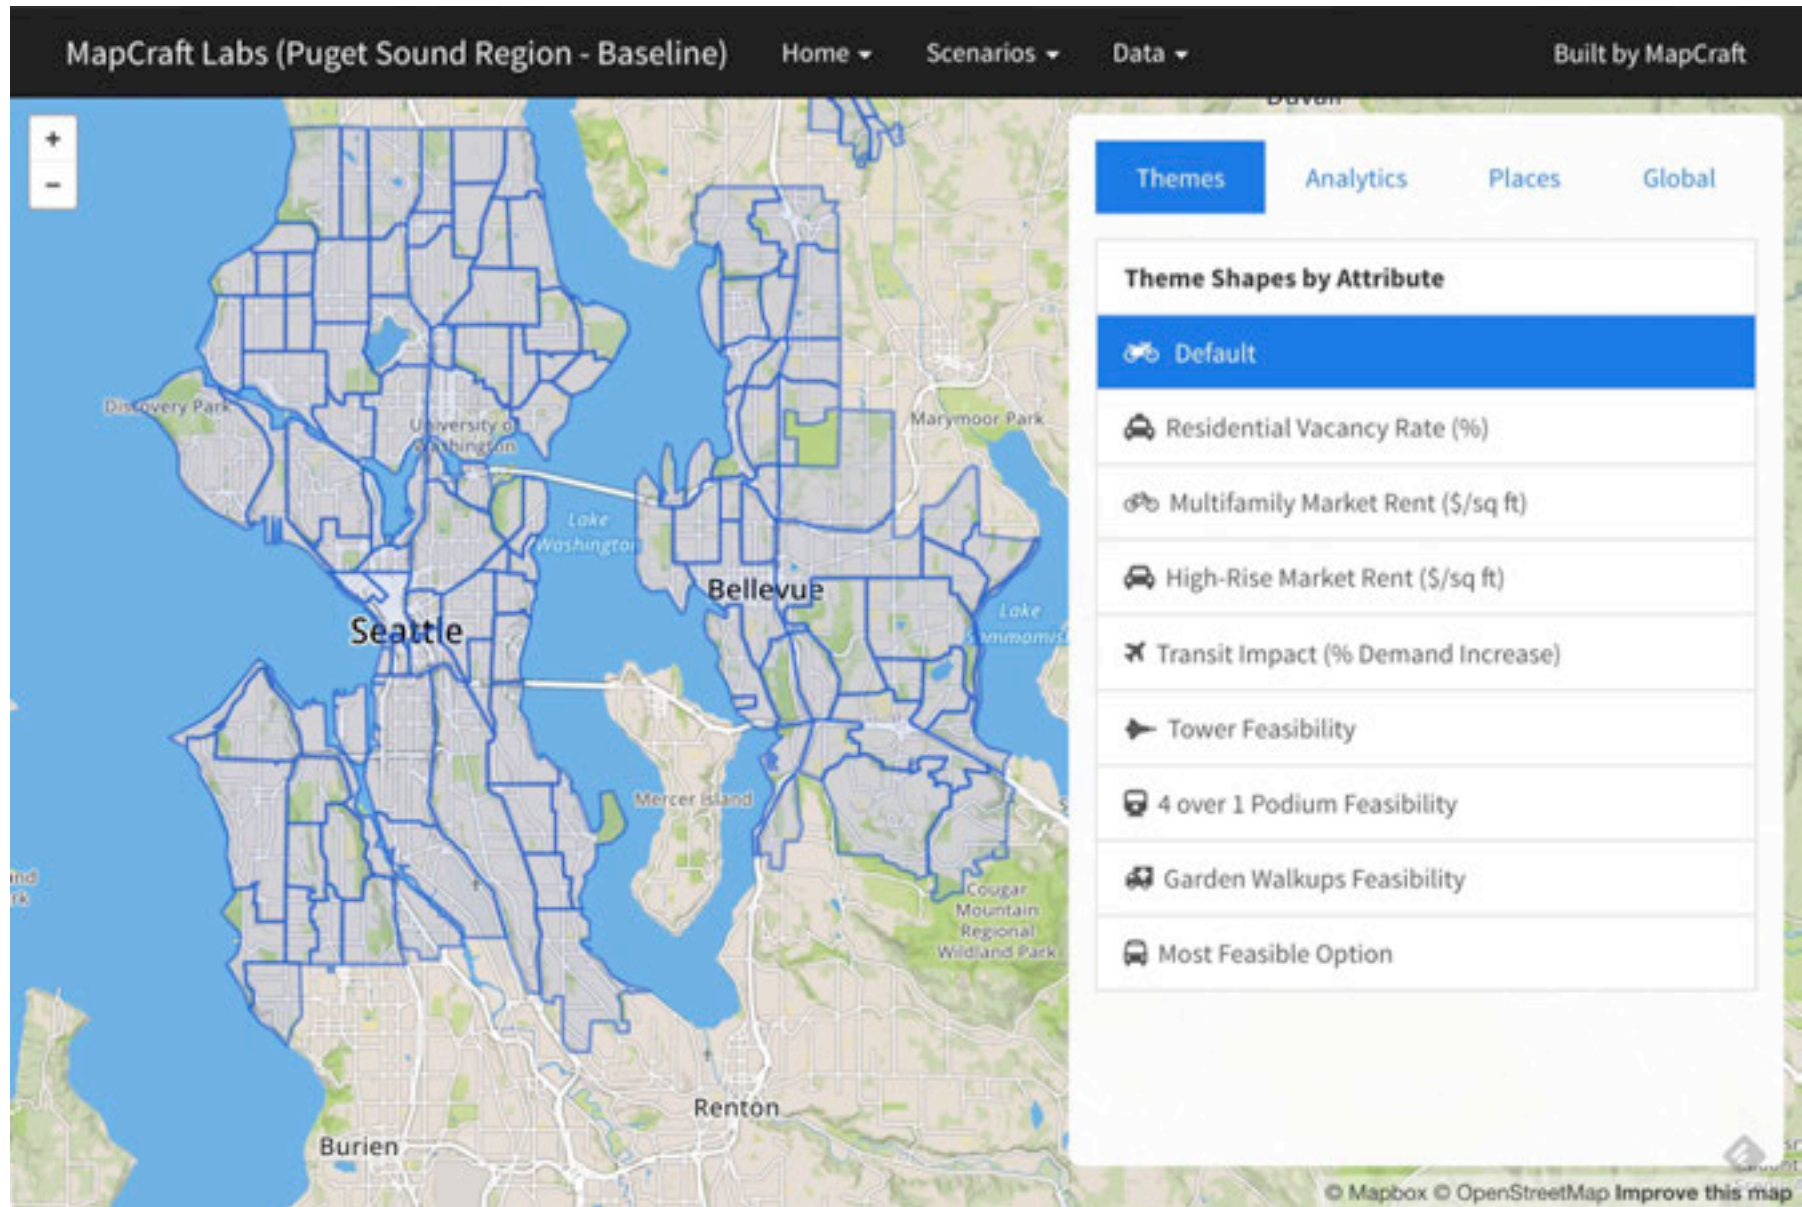 MapCraft Labs (Puget Sound Region - Baseline)
Home
Scenarios
Data
Built by MapCraft
+
−
Themes
Analytics
Places
Global
Theme Shapes by Attribute
Default
Residential Vacancy Rate (%)
Multifamily Market Rent ($/sq ft)
High-Rise Market Rent ($/sq ft)
Transit Impact (% Demand Increase)
Tower Feasibility
4 over 1 Podium Feasibility
Garden Walkups Feasibility
Most Feasible Option
Discovery Park
University of
Washington
Marymoor Park
Lake
Washington
Bellevue
Seattle
Lake
Mercer Island
Cougar
Mountain
Regional
Wildland Park
Renton
Burien
© Mapbox © OpenStreetMap Improve this map